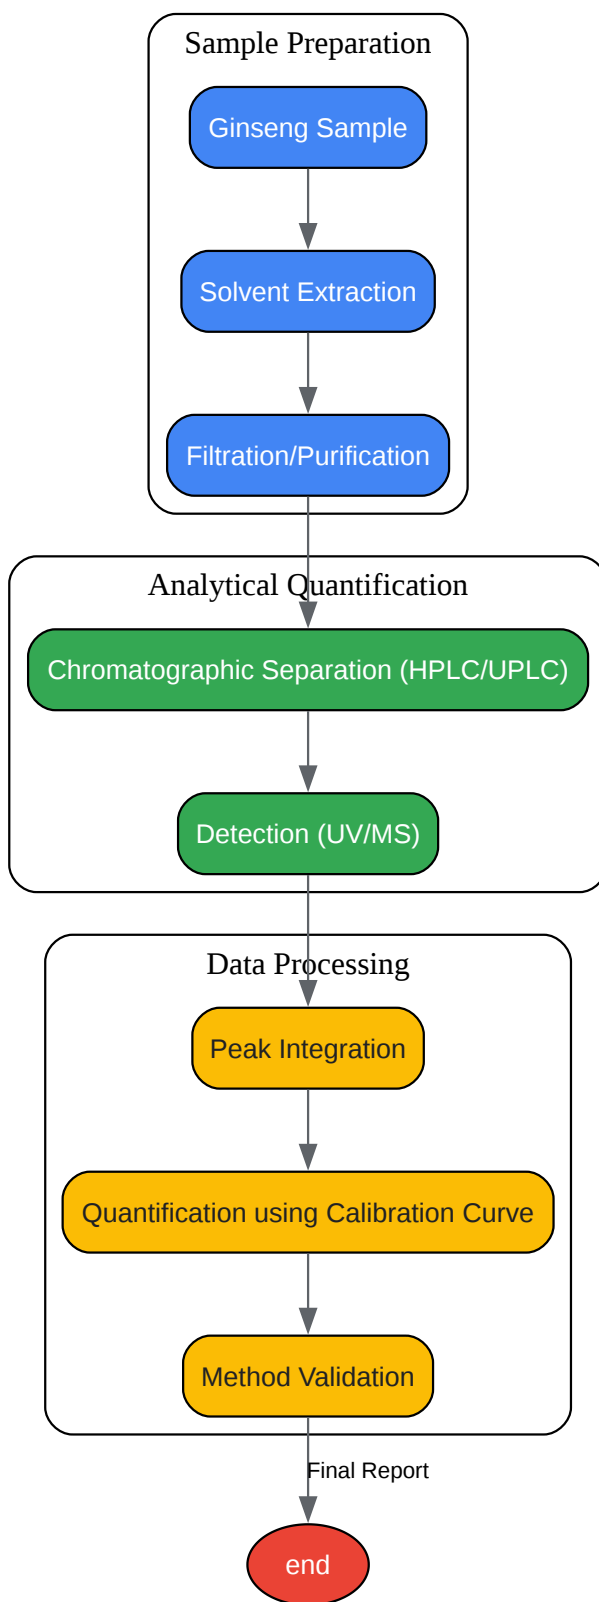 Sample Preparation
Ginseng Sample
Solvent Extraction
Filtration/Purification
Analytical Quantification
Chromatographic Separation (HPLC/UPLC)
Detection (UV/MS)
Data Processing
Peak Integration
Quantification using Calibration Curve
Method Validation
Final Report
end